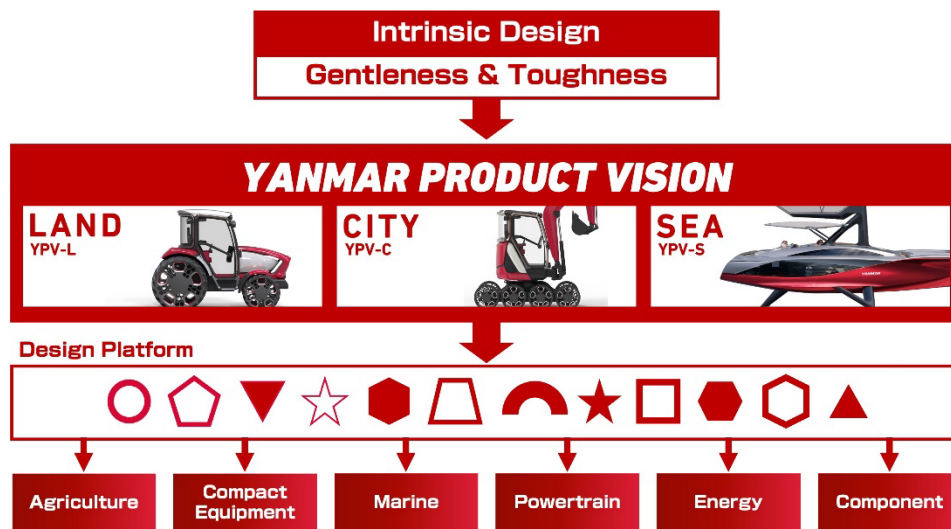 Intrinsic Design
Gentleness & Toughness
YANMAR PRODUCT VISION
LAND
YPV-L
CITY
YPV-C
SEA
YPV-S
YANMAR
Design Platform
Agriculture
Compact
Equipment
Marine
Powertrain
Energy
Component